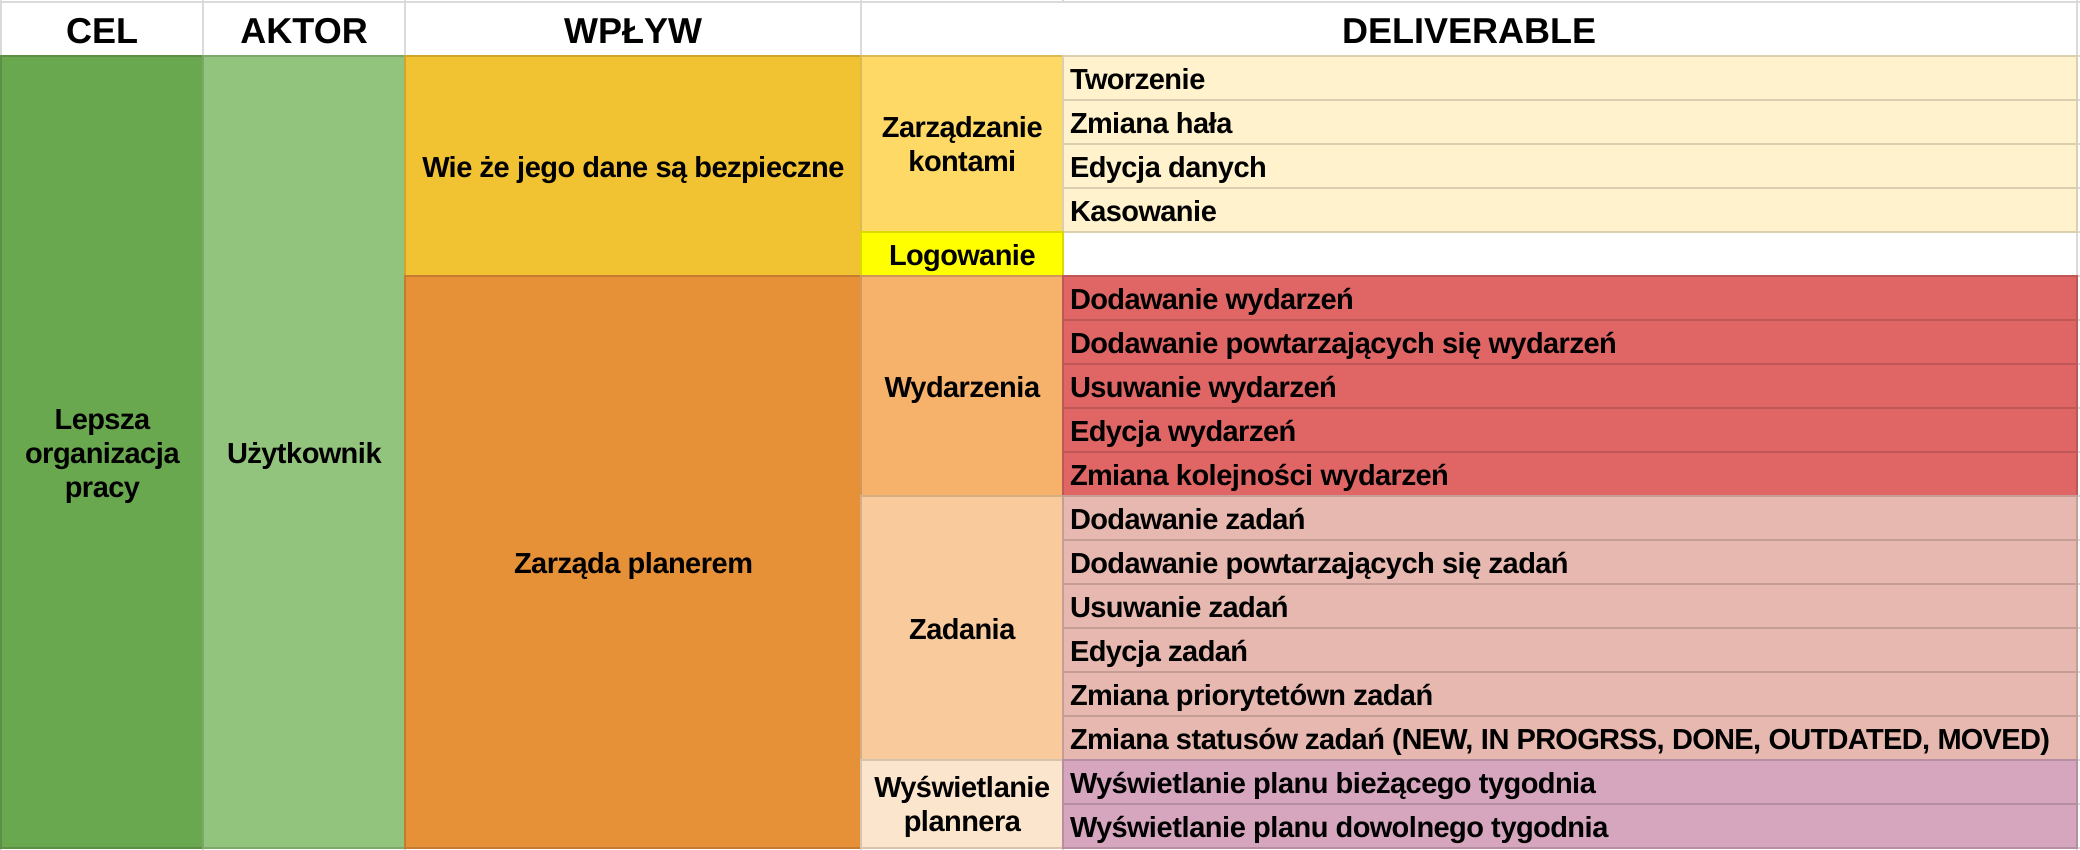 CEL
AKTOR
WPŁYW
DELIVERABLE
Lepsza
organizacja
pracy
Użytkownik
Wie że jego dane są bezpieczne
Zarządzanie
kontami
Tworzenie
Zmiana hała
Edycja danych
Kasowanie
Logowanie
Zarząda planerem
Wydarzenia
Dodawanie wydarzeń
Dodawanie powtarzających się wydarzeń
Usuwanie wydarzeń
Edycja wydarzeń
Zmiana kolejności wydarzeń
Zadania
Dodawanie zadań
Dodawanie powtarzających się zadań
Usuwanie zadań
Edycja zadań
Zmiana priorytetówn zadań
Zmiana statusów zadań (NEW, IN PROGRSS, DONE, OUTDATED, MOVED)
Wyświetlanie
plannera
Wyświetlanie planu bieżącego tygodnia
Wyświetlanie planu dowolnego tygodnia